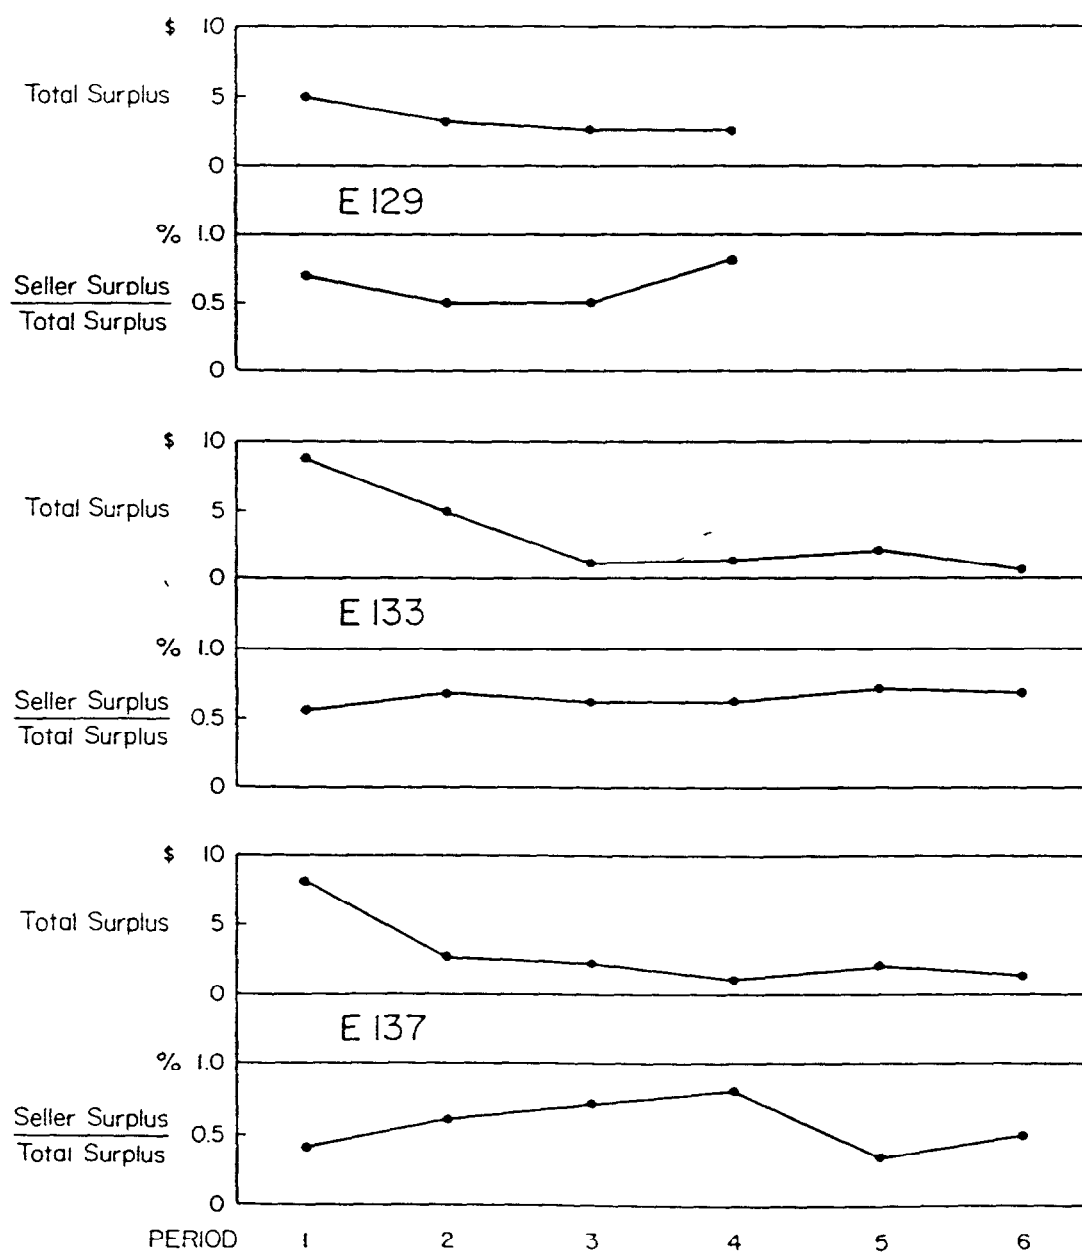 $ 10
Total Surplus 5
0
E 129
% 1.0
Seller Surplus
0.5
Total Surplus
0
$ 10
Total Surplus 5
0
E 133
% 1.0
Seller Surplus
0.5
Total Surplus
0
$ 10
Total Surplus 5
0
E 137
% 1.0
Seller Surplus
0.5
Total Surplus
0
PERIOD 1 2 3 4 5 6